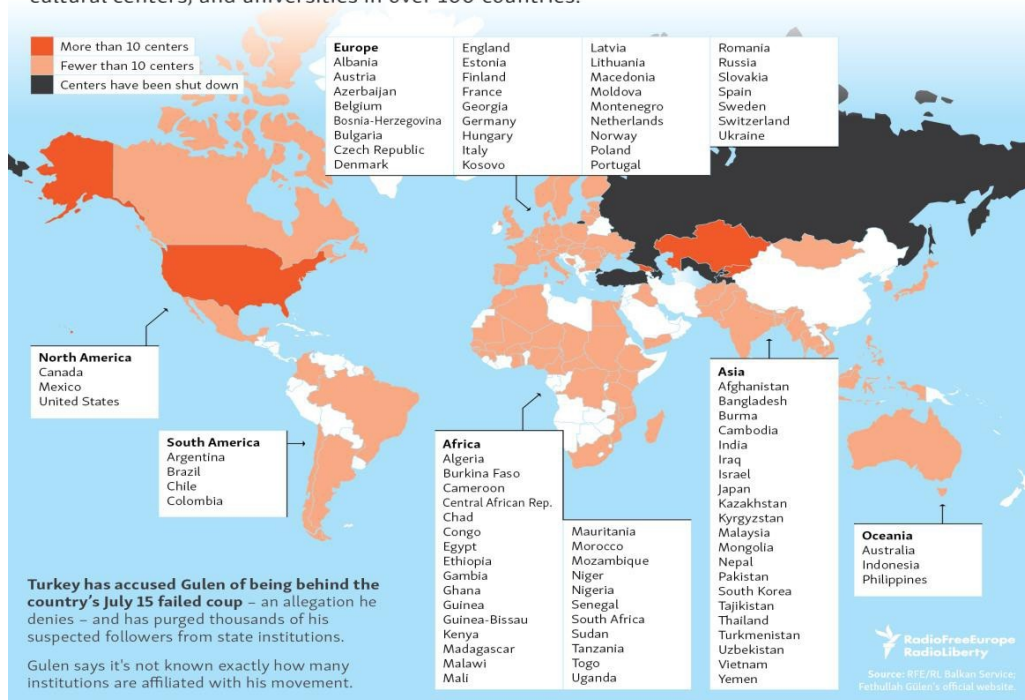 cultural centers, and universities in over 100 countries.
More than 10 centers
Fewer than 10 centers
Centers have been shut down
Europe
Albania
Austria
Azerbaijan
Belgium
Bosnia-Herzegovina
Bulgaria
Czech Republic
Denmark
England
Estonia
Finland
France
Georgia
Germany
Hungary
Italy
Kosovo
Latvia
Lithuania
Macedonia
Moldova
Montenegro
Netherlands
Norway
Poland
Portugal
Romania
Russia
Slovakia
Spain
Sweden
Switzerland
Ukraine
North America
Canada
Mexico
United States
South America
Argentina
Brazil
Chile
Colombia
Africa
Algeria
Burkina Faso
Cameroon
Central African Rep.
Chad
Congo
Egypt
Ethiopia
Gambia
Ghana
Guinea
Guinea-Bissau
Kenya
Madagascar
Malawi
Mali
Mauritania
Morocco
Mozambique
Niger
Nigeria
Senegal
South Africa
Sudan
Tanzania
Togo
Uganda
Asia
Afghanistan
Bangladesh
Burma
Cambodia
India
Iraq
Israel
Japan
Kazakhstan
Kyrgyzstan
Malaysia
Mongolia
Nepal
Pakistan
South Korea
Tajikistan
Thailand
Turkmenistan
Uzbekistan
Vietnam
Yemen
Oceania
Australia
Indonesia
Philippines
Turkey has accused Gulen of being behind the
country's July 15 failed coup – an allegation he
denies – and has purged thousands of his
suspected followers from state institutions.
Gulen says it's not known exactly how many
institutions are affiliated with his movement.
RadioFreeEurope
RadioLiberty
Source: RFE/RL Balkan Service;
Fethullah Gülen's official website